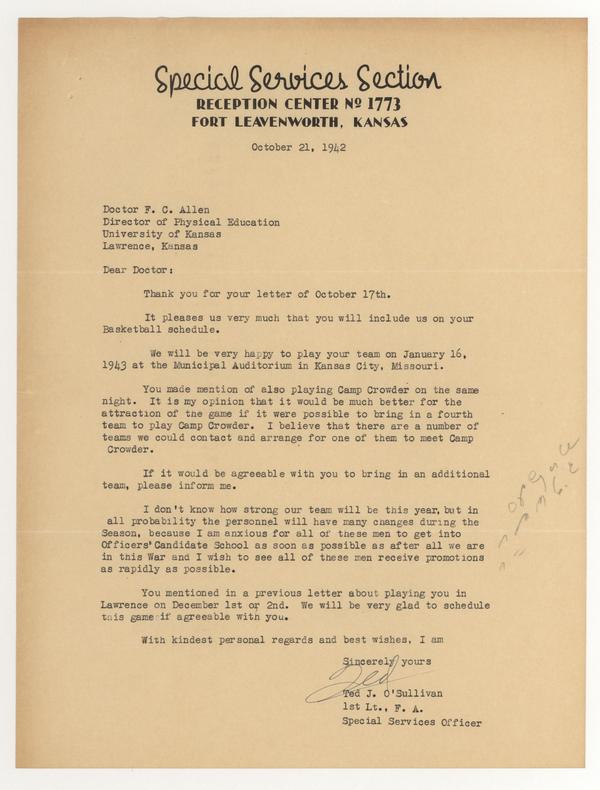 Special Services Section
RECEPTION CENTER № 1773
FORT LEAVENWORTH, KANSAS
October 21, 1942
Doctor F. C. Allen
Director of Physical Education
University of Kansas
Lawrence, Kansas
Dear Doctor:
Thank you for your letter of October 17th.
It pleases us very much that you will include us on your
Basketball schedule.
We will be very happy to play your team on January 16,
1943 at the Municipal Auditorium in Kansas City, Missouri.
You made mention of also playing Camp Crowder on the same
night. It is my opinion that it would be much better for the
attraction of the game if it were possible to bring in a fourth
team to play Camp Crowder. I believe that there are a number of
teams we could contact and arrange for one of them to meet Camp
Crowder.
If it would be agreeable with you to bring in an additional
team, please inform me.
I don't know how strong our team will be this year, but in
all probability the personnel will have many changes during the
Season, because I am anxious for all of these men to get into
Officers' Candidate School as soon as possible as after all we are
in this War and I wish to see all of these men receive promotions
as rapidly as possible.
You mentioned in a previous letter about playing you in
Lawrence on December 1st or 2nd. We will be very glad to schedule
this game if agreeable with you.
With kindest personal regards and best wishes, I am
Sincerely yours
Ted
Ted J. O'Sullivan
1st Lt., F. A.
Special Services Officer